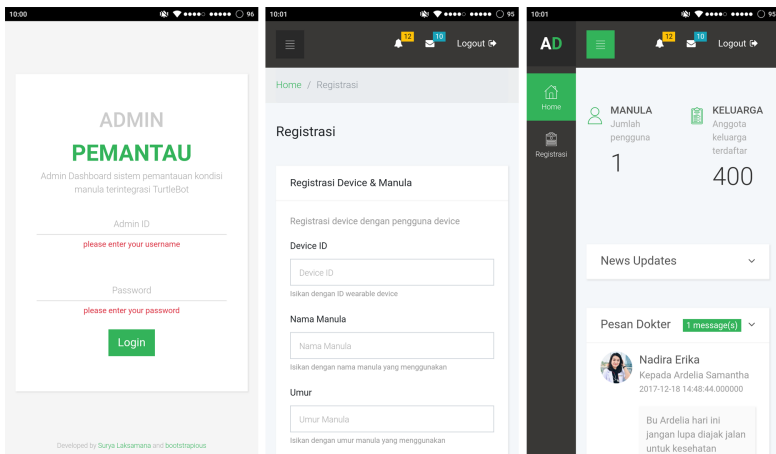 10:00
96
ADMIN
PEMANTAU
Admin Dashboard sistem pemantauan kondisi
manula terintegrasi TurtleBot
Admin ID
please enter your username
Password
please enter your password
Login
Developed by Surya Laksamana and bootstrapious
10:01
95
12
10
Logout
Home / Registrasi
Registrasi
Registrasi Device & Manula
Registrasi device dengan pengguna device
Device ID
Device ID
Isikan dengan ID wearable device
Nama Manula
Nama Manula
Isikan dengan nama manula yang menggunakan
Umur
Umur Manula
Isikan dengan umur manula yang menggunakan
10:01
95
AD
12
10
Logout
Home
Registrasi
MANULA
Jumlah
pengguna
1
KELUARGA
Anggota
keluarga
terdaftar
400
News Updates
Pesan Dokter
1 message(s)
Nadira Erika
Kepada Ardelia Samantha
2017-12-18 14:48:44.000000
Bu Ardelia hari ini
jangan lupa diajak jalan
untuk kesehatan